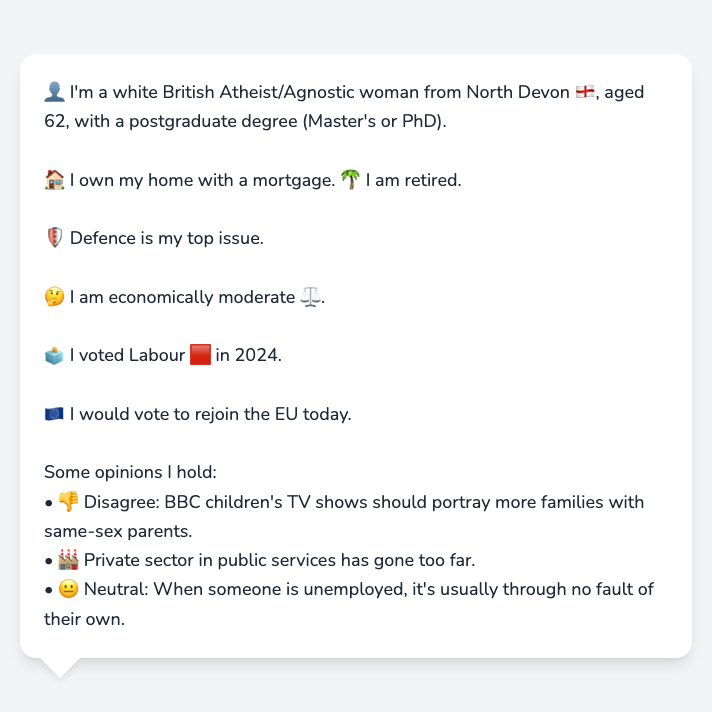 👤 I'm a white British Atheist/Agnostic woman from North Devon 🏴󠁧󠁢󠁥󠁮󠁧󠁿, aged
62, with a postgraduate degree (Master's or PhD).
🏠 I own my home with a mortgage. 🌴 I am retired.
🛡️ Defence is my top issue.
🤔 I am economically moderate ⚖️.
🗳️ I voted Labour 🟥 in 2024.
🇪🇺 I would vote to rejoin the EU today.
Some opinions I hold:
• 👎 Disagree: BBC children's TV shows should portray more families with
same-sex parents.
• 🏭 Private sector in public services has gone too far.
• 😐 Neutral: When someone is unemployed, it's usually through no fault of
their own.